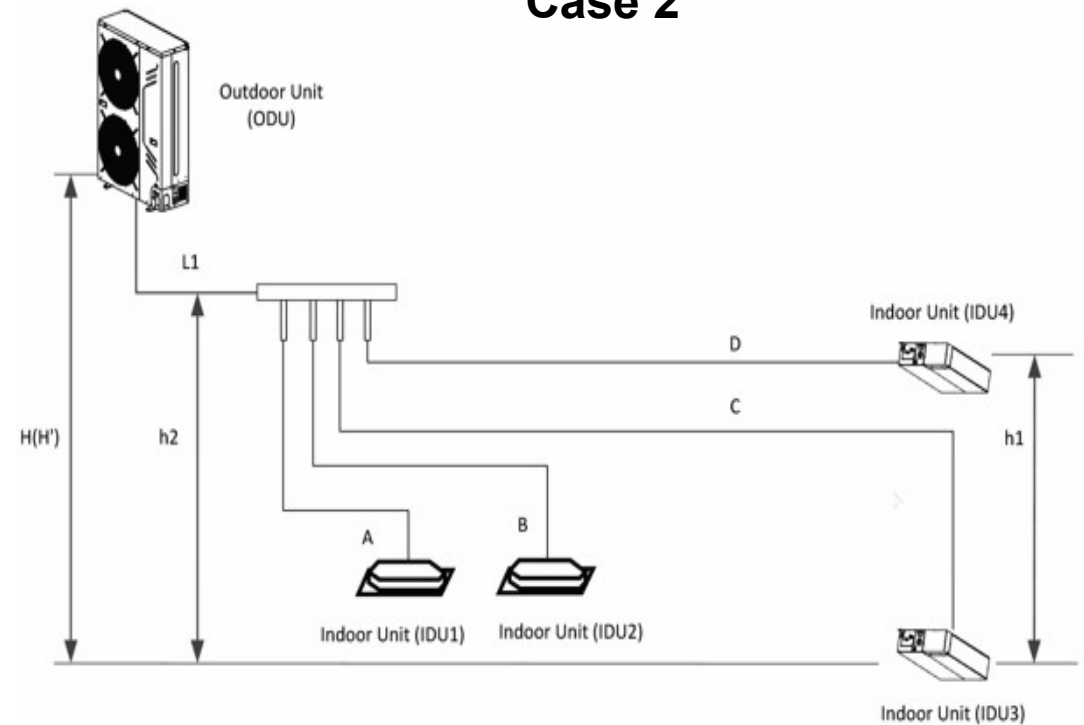 Case 2
Outdoor Unit
(ODU)
L1
Indoor Unit (IDU4)
D
C
H(H')
h2
h1
A
B
Indoor Unit (IDU1)
Indoor Unit (IDU2)
Indoor Unit (IDU3)